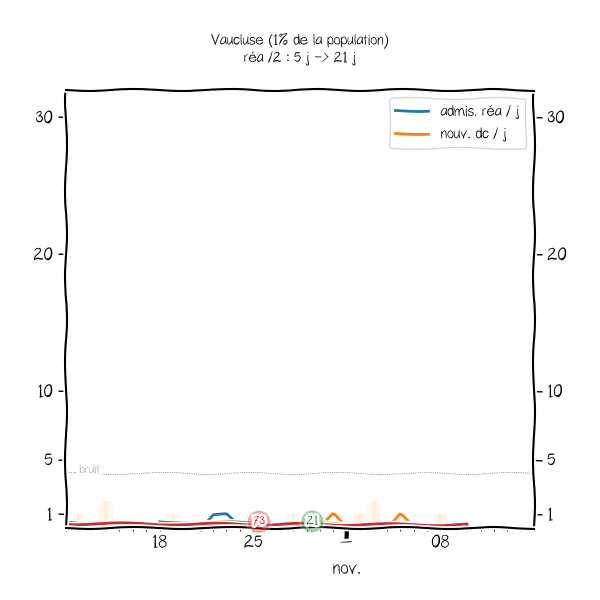 Vaucluse (1% de la population)
réa /2 : 5 j -> 21 j
admis. réa / j
nouv. dc / j
30
30
20
20
10
10
5
5
bruit
1
1
73
21
18
25
1
08
nov.